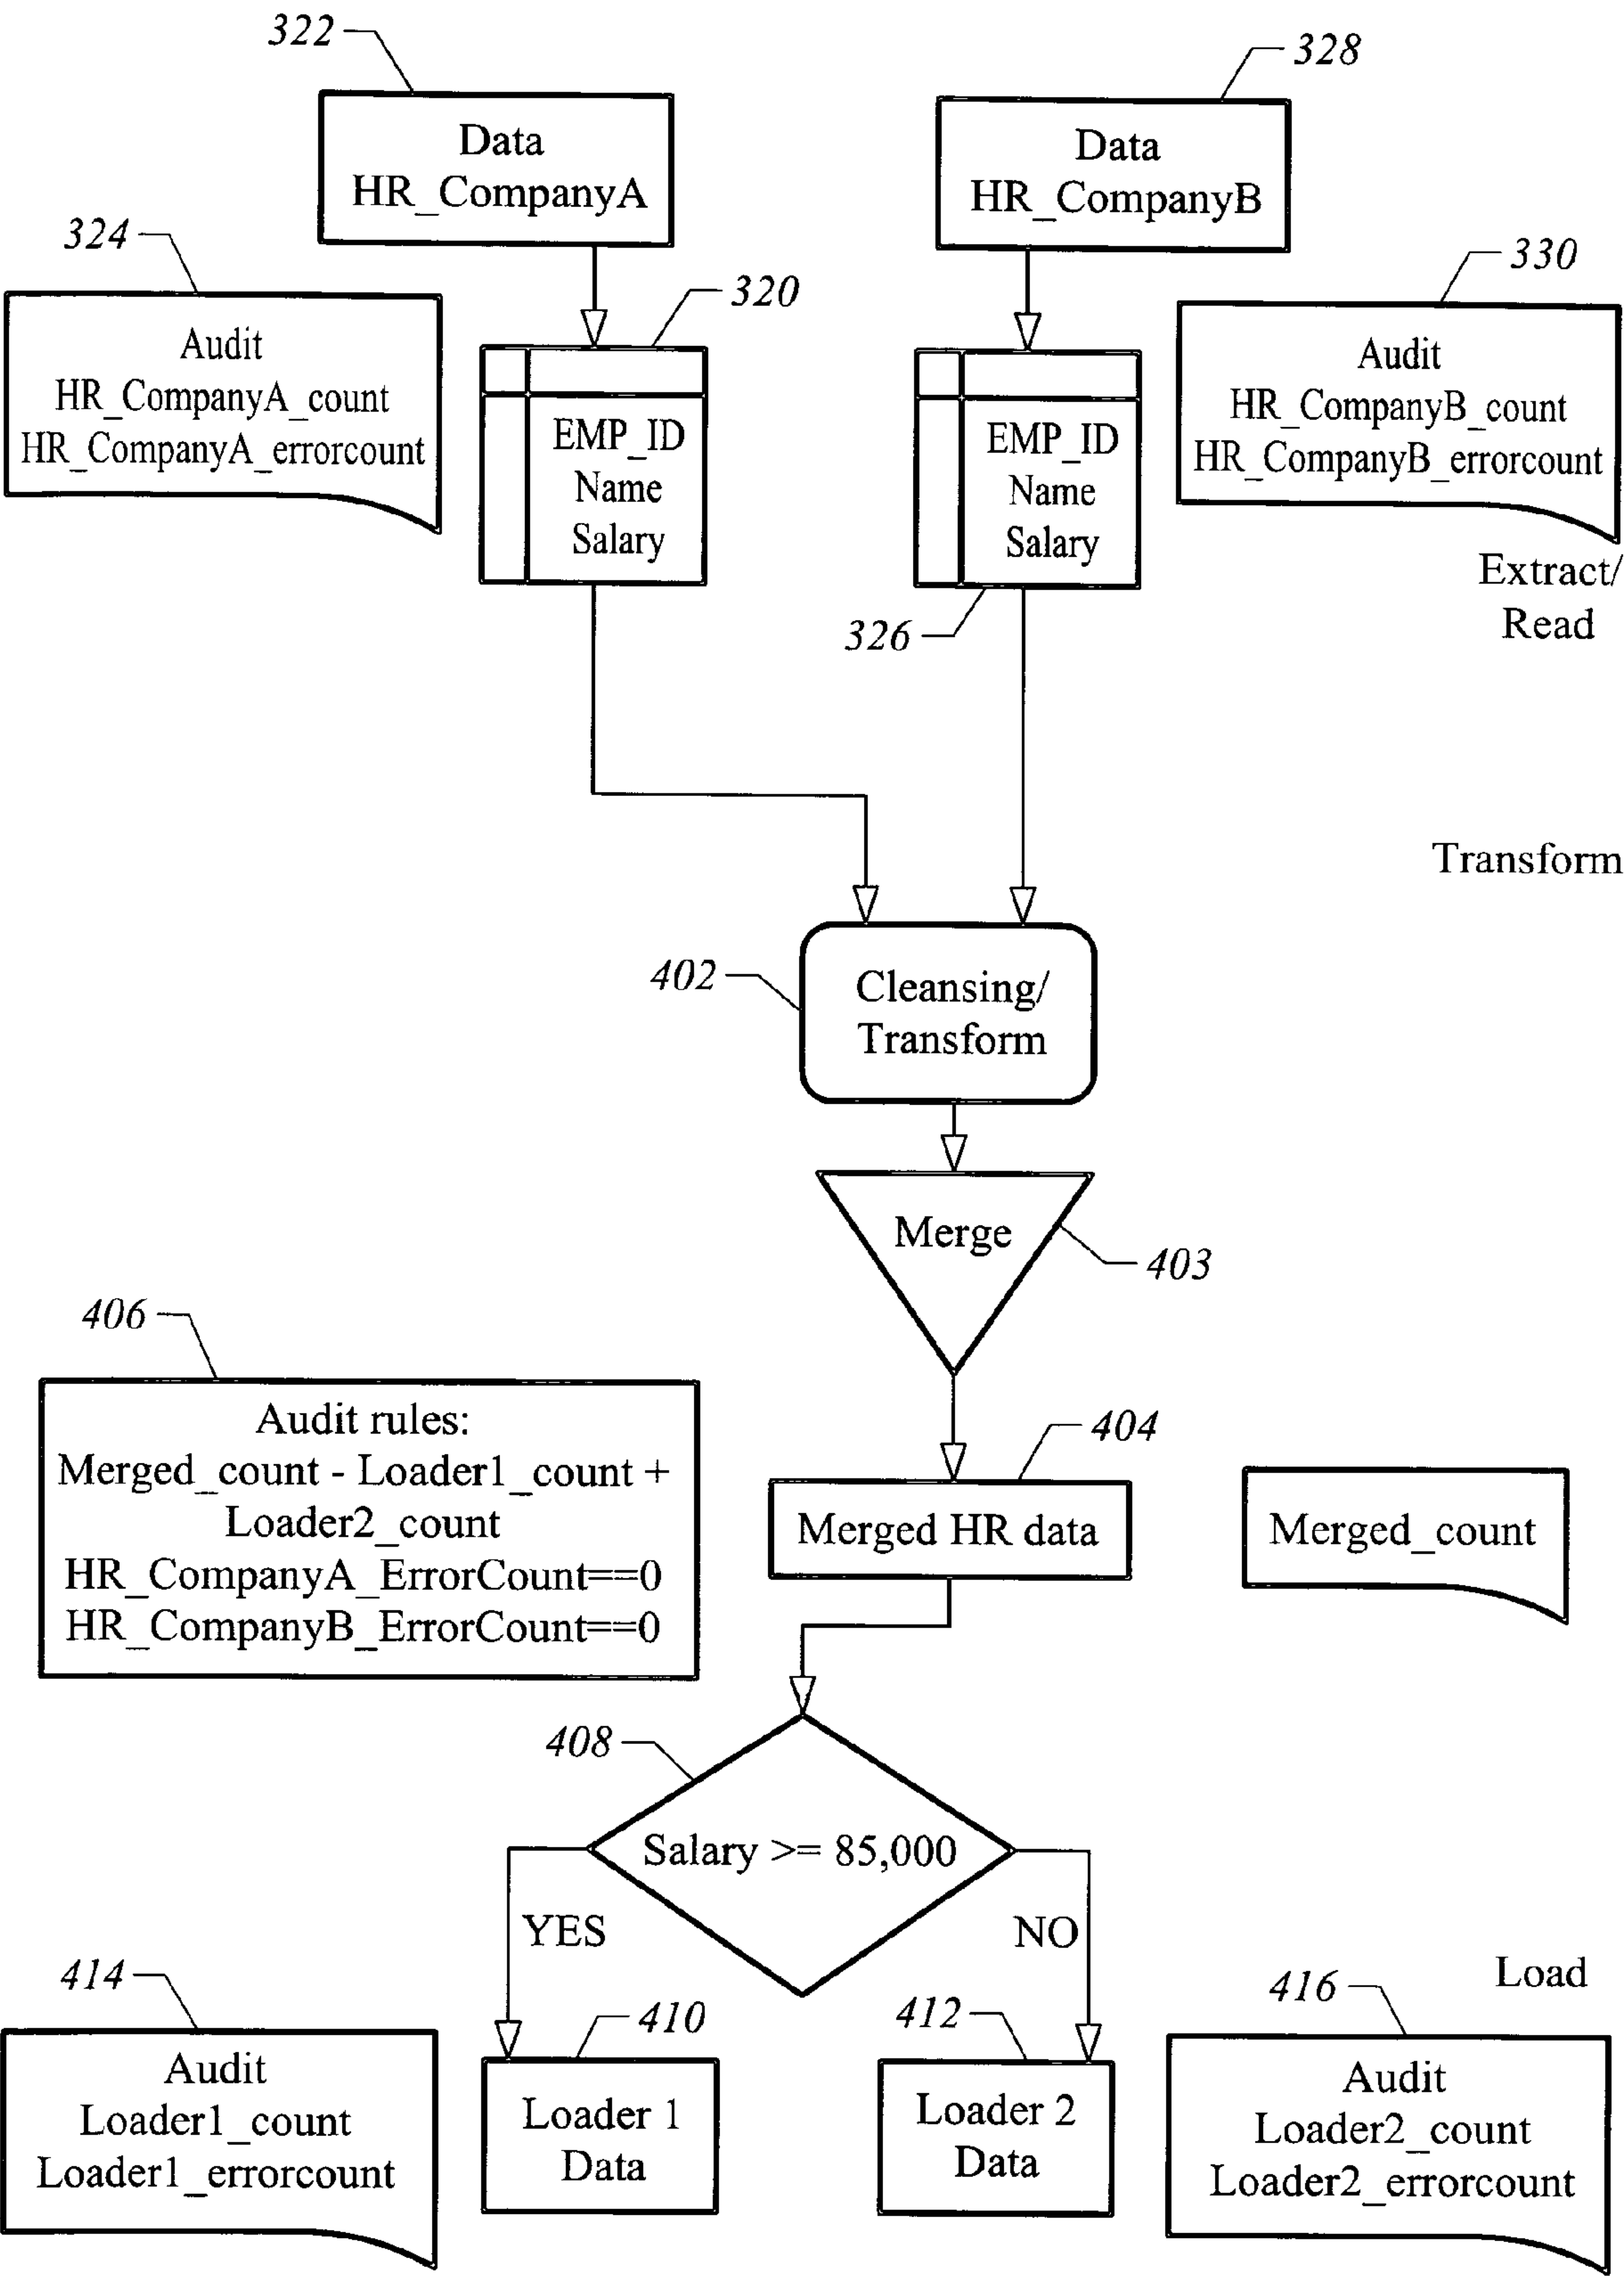 322
328
Data
HR_CompanyA
Data
HR_CompanyB
324
320
330
Audit
HR_CompanyA_count
HR_CompanyA_errorcount
EMP_ID
Name
Salary
EMP_ID
Name
Salary
Audit
HR_CompanyB_count
HR_CompanyB_errorcount
326
Extract/
Read
Transform
402
Cleansing/
Transform
Merge
403
406
Audit rules:
Merged_count - Loader1_count +
Loader2_count
HR_CompanyA_ErrorCount==0
HR_CompanyB_ErrorCount==0
404
Merged HR data
Merged_count
408
Salary >= 85,000
YES
NO
Load
414
410
412
416
Audit
Loader1_count
Loader1_errorcount
Loader 1
Data
Loader 2
Data
Audit
Loader2_count
Loader2_errorcount